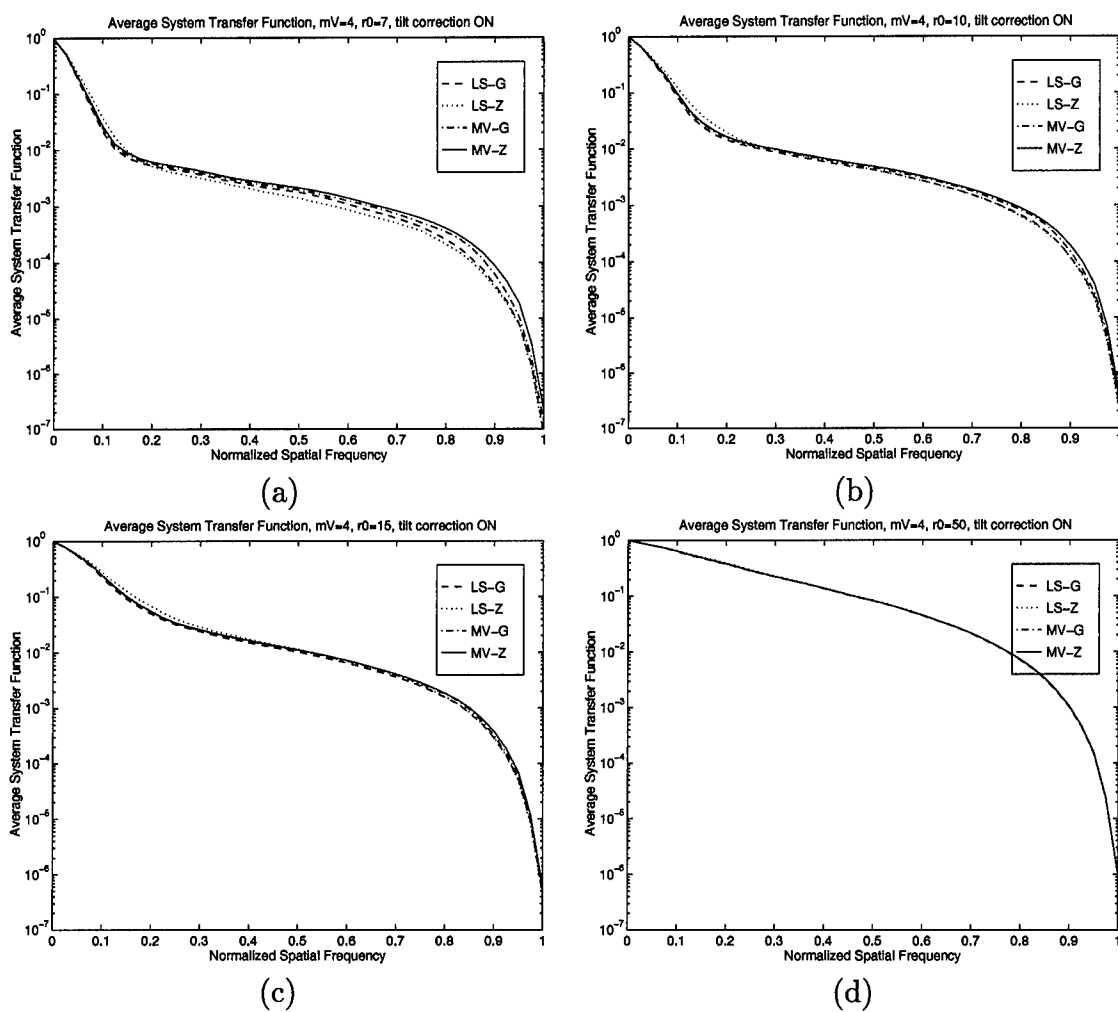 Average System Transfer Function, mV=4, r0=7, tilt correction ON
Average System Transfer Function
10^0
10^-1
10^-2
10^-3
10^-4
10^-5
10^-6
10^-7
LS-G
LS-Z
MV-G
MV-Z
0 0.1 0.2 0.3 0.4 0.5 0.6 0.7 0.8 0.9 1
Normalized Spatial Frequency
(a)
Average System Transfer Function, mV=4, r0=10, tilt correction ON
Average System Transfer Function
10^0
10^-1
10^-2
10^-3
10^-4
10^-5
10^-6
10^-7
LS-G
LS-Z
MV-G
MV-Z
0 0.1 0.2 0.3 0.4 0.5 0.6 0.7 0.8 0.9 1
Normalized Spatial Frequency
(b)
Average System Transfer Function, mV=4, r0=15, tilt correction ON
Average System Transfer Function
10^0
10^-1
10^-2
10^-3
10^-4
10^-5
10^-6
10^-7
LS-G
LS-Z
MV-G
MV-Z
0 0.1 0.2 0.3 0.4 0.5 0.6 0.7 0.8 0.9 1
Normalized Spatial Frequency
(c)
Average System Transfer Function, mV=4, r0=50, tilt correction ON
Average System Transfer Function
10^0
10^-1
10^-2
10^-3
10^-4
10^-5
10^-6
10^-7
LS-G
LS-Z
MV-G
MV-Z
0 0.1 0.2 0.3 0.4 0.5 0.6 0.7 0.8 0.9 1
Normalized Spatial Frequency
(d)